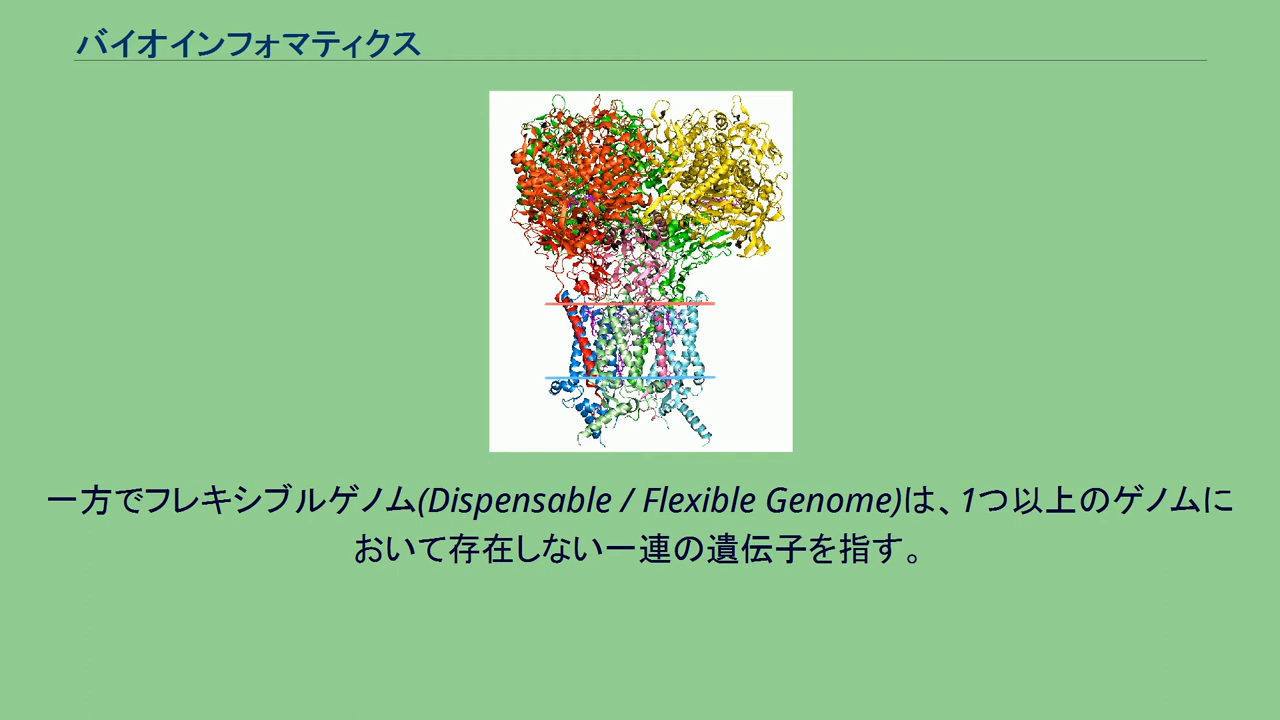 バイオインフォマティクス
一方でフレキシブルゲノム(Dispensable / Flexible Genome)は、1つ以上のゲノムに
おいて存在しない一連の遺伝子を指す。